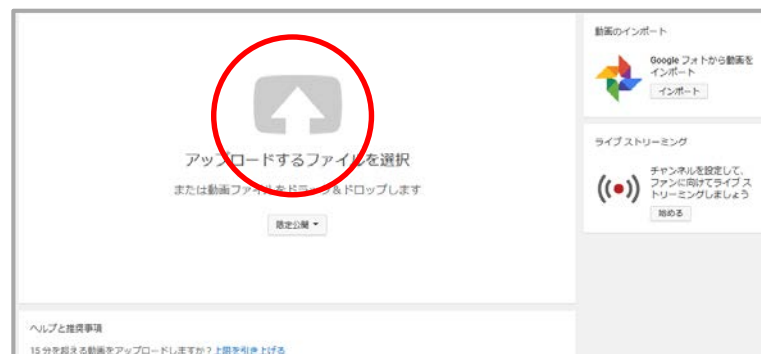 アップロードするファイルを選択
または動画ファイルをドラッグ＆ドロップします
限定公開
ヘルプと推奨事項
15 分を超える動画をアップロードしますか？上限を引き上げる
動画のインポート
Google フォトから動画を
インポート
インポート
ライブ ストリーミング
チャンネルを設定して、
ファンに向けてライブ ス
トリーミングしましょう
始める